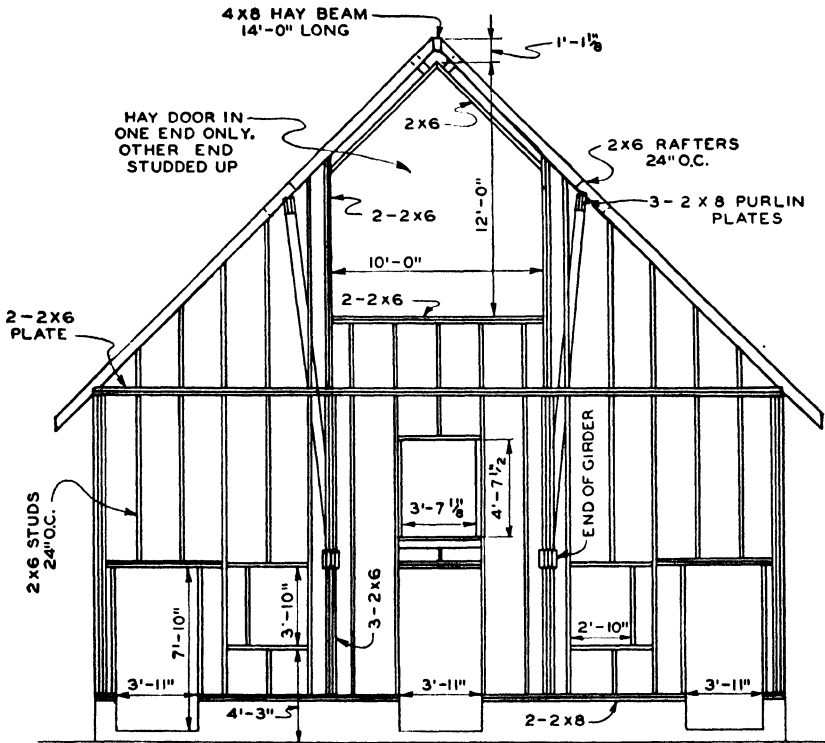 4X8 HAY BEAM
14'-0" LONG
1'-1⅛"
HAY DOOR IN
ONE END ONLY.
OTHER END
STUDDED UP
2X6
2X6 RAFTERS
24" O.C.
2-2X6
3-2X8 PURLIN
PLATES
12'-0"
10'-0"
2-2X6
2-2X6
PLATE
END OF GIRDER
4'-7½"
3'-7⅛"
2X6 STUDS
24" O.C.
7'-10"
3'-10"
3-2X6
2'-10"
3'-11"
3'-11"
3'-11"
4'-3"
2-2X8